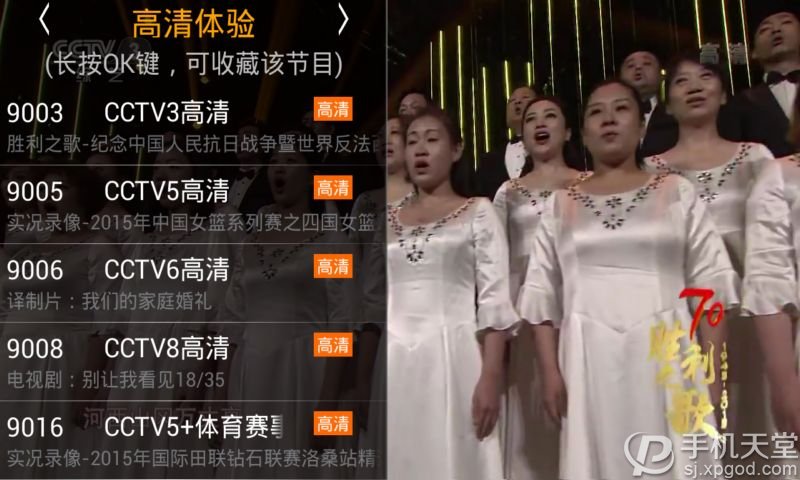 高清体验
(长按OK键，可收藏该节目)
9003 CCTV3高清 高清
胜利之歌-纪念中国人民抗日战争暨世界反法
9005 CCTV5高清 高清
实况录像-2015年中国女篮系列赛之四国女篮
9006 CCTV6高清 高清
译制片：我们的家庭婚礼
9008 CCTV8高清 高清
电视剧：别让我看见18/35
9016 CCTV5+体育赛事 高清
实况录像-2015年国际田联钻石联赛洛桑站精
CCTV 3
高清
70
胜利之歌
手机天堂
sj.xpgod.com